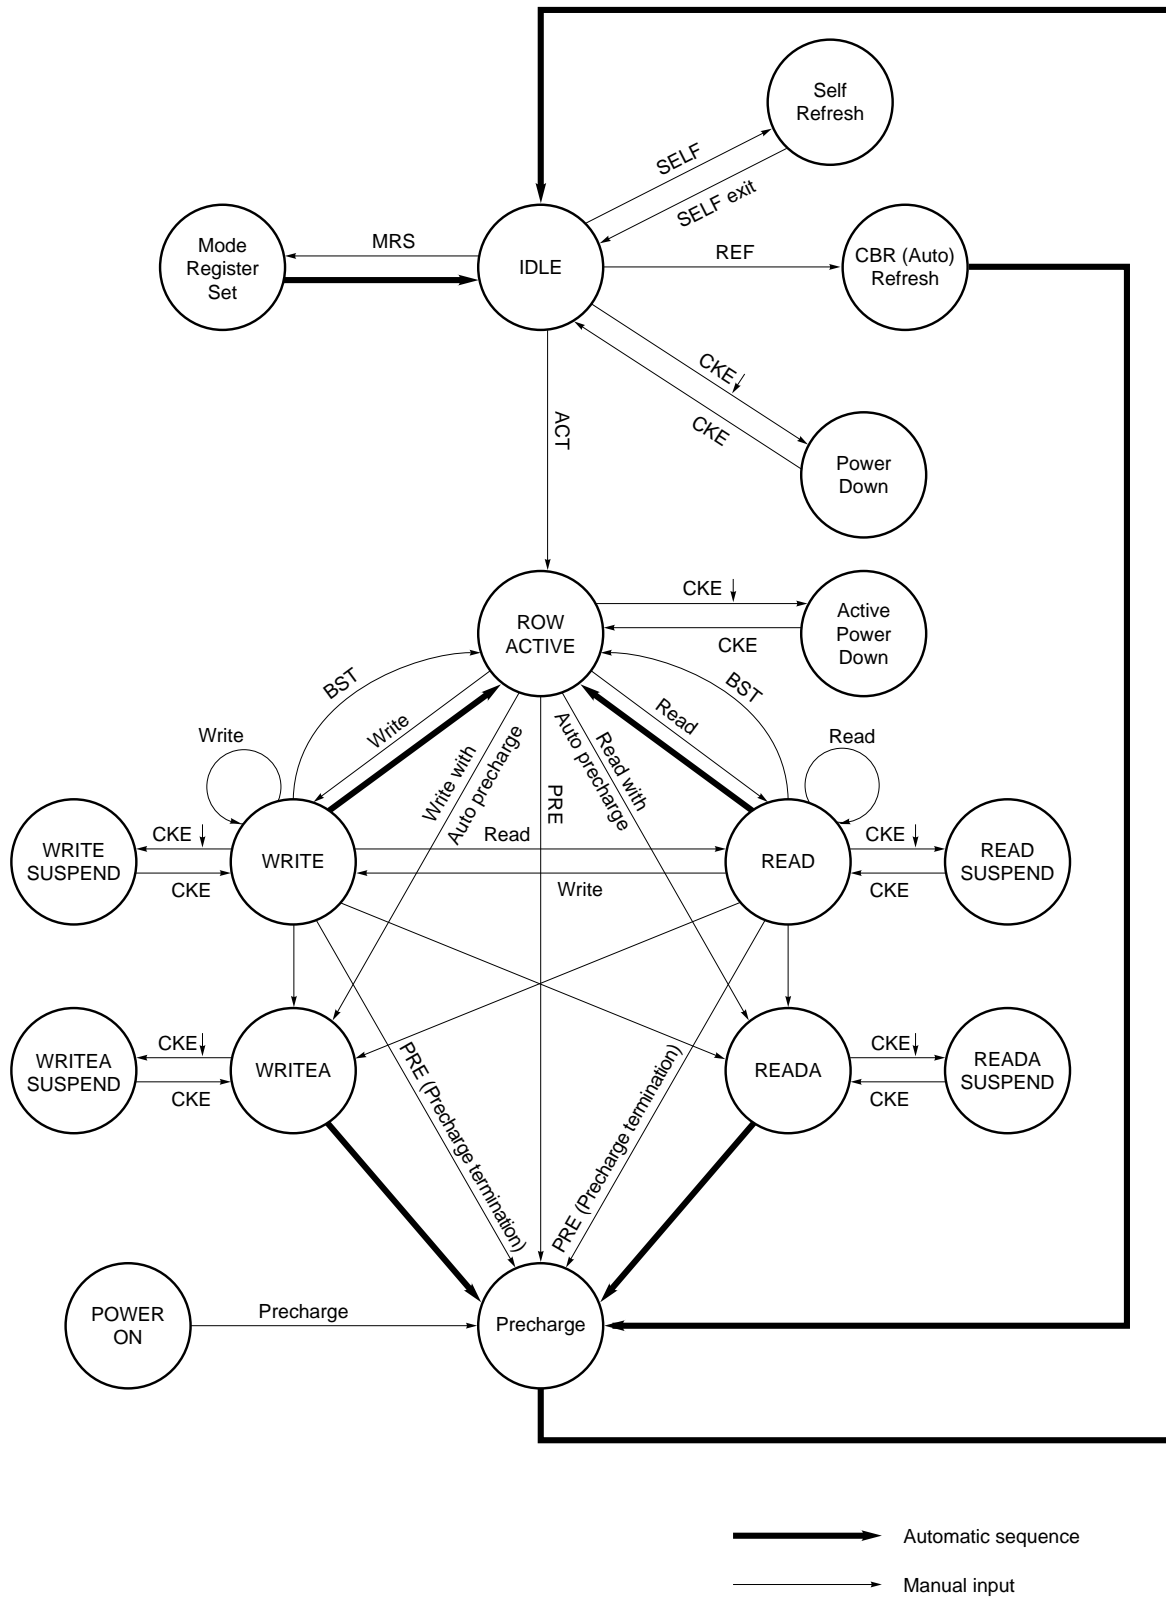 Self
Refresh
SELF
SELF exit
Mode
Register
Set
MRS
IDLE
REF
CBR (Auto)
Refresh
CKE
CKE
Power
Down
ACT
ROW
ACTIVE
CKE
CKE
Active
Power
Down
BST
BST
Write
Read
Write
Write with
Auto precharge
PRE
Read with
Auto precharge
Read
WRITE
SUSPEND
CKE
CKE
WRITE
Read
Write
READ
CKE
CKE
READ
SUSPEND
WRITEA
SUSPEND
CKE
CKE
WRITEA
PRE (Precharge termination)
PRE (Precharge termination)
READA
CKE
CKE
READA
SUSPEND
POWER
ON
Precharge
Precharge
Automatic sequence
Manual input